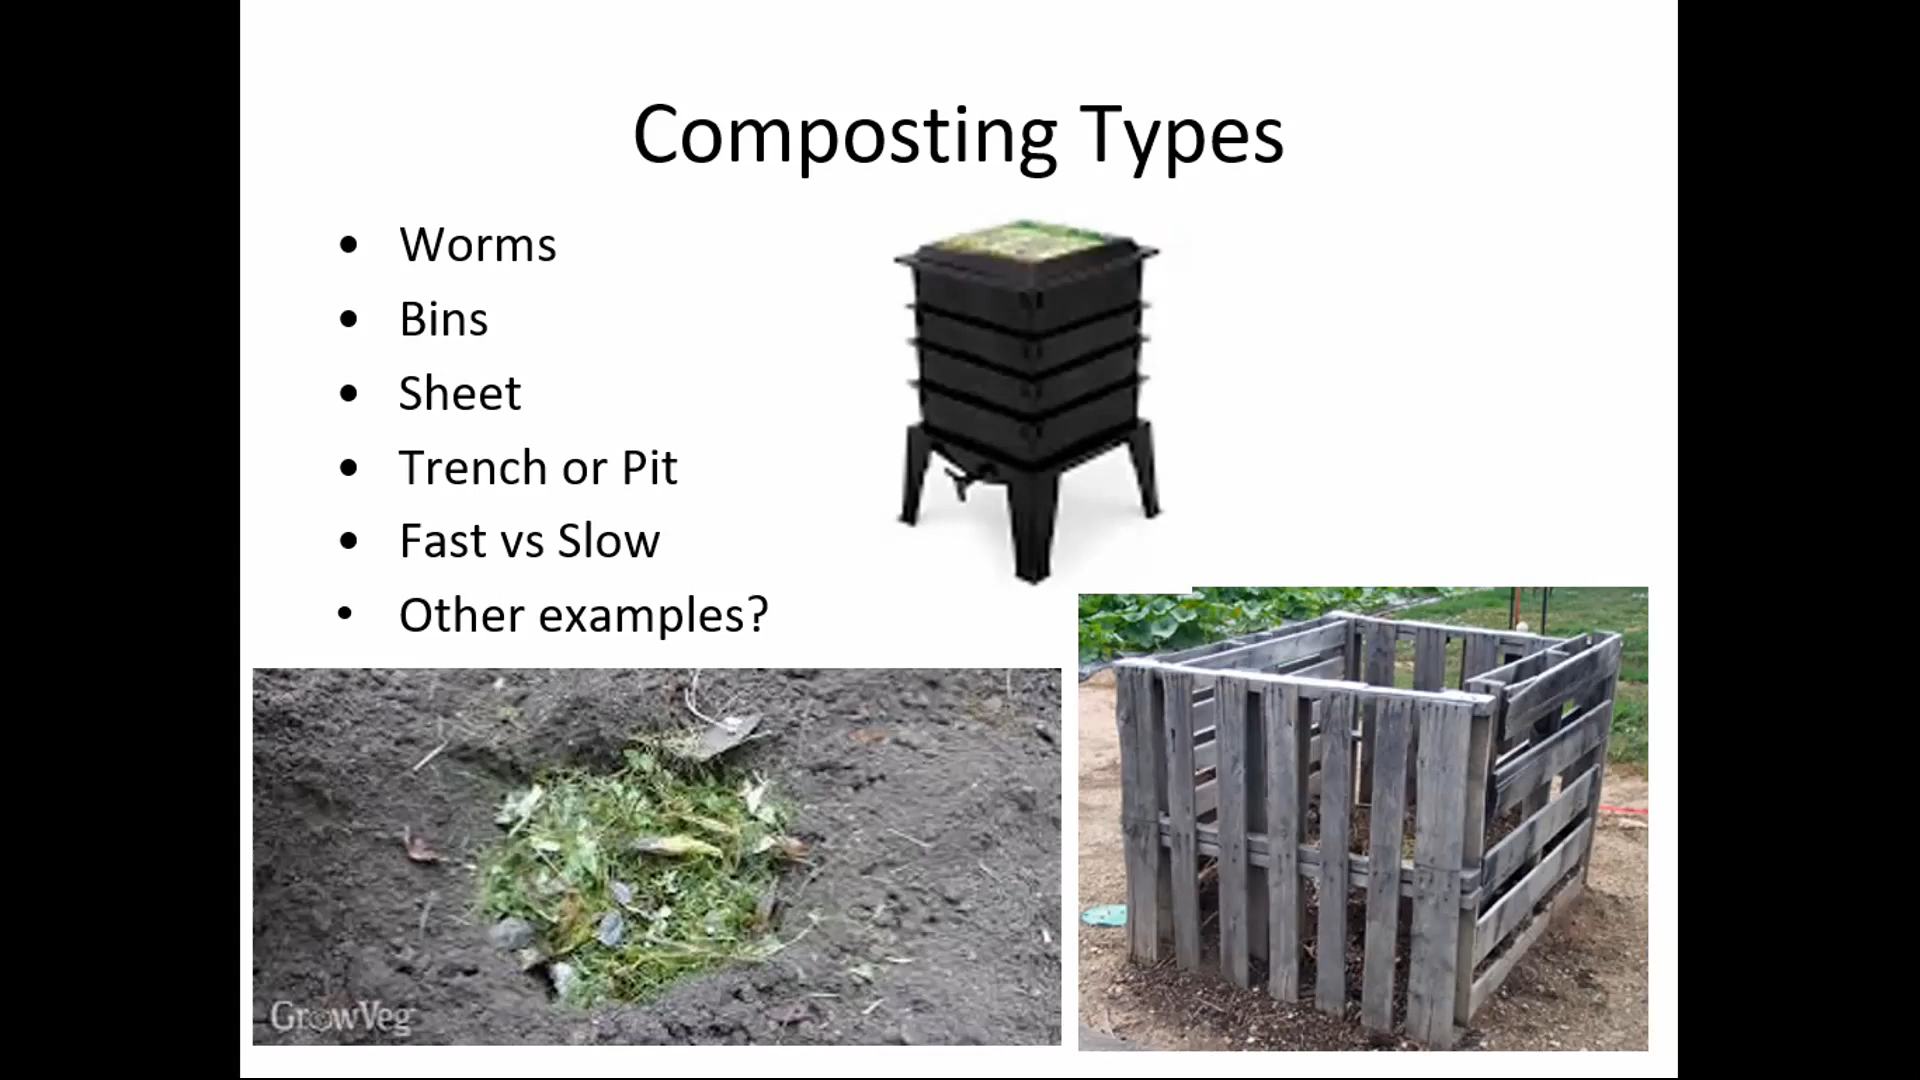 Composting Types
• Worms
• Bins
• Sheet
• Trench or Pit
• Fast vs Slow
• Other examples?
GrowVeg